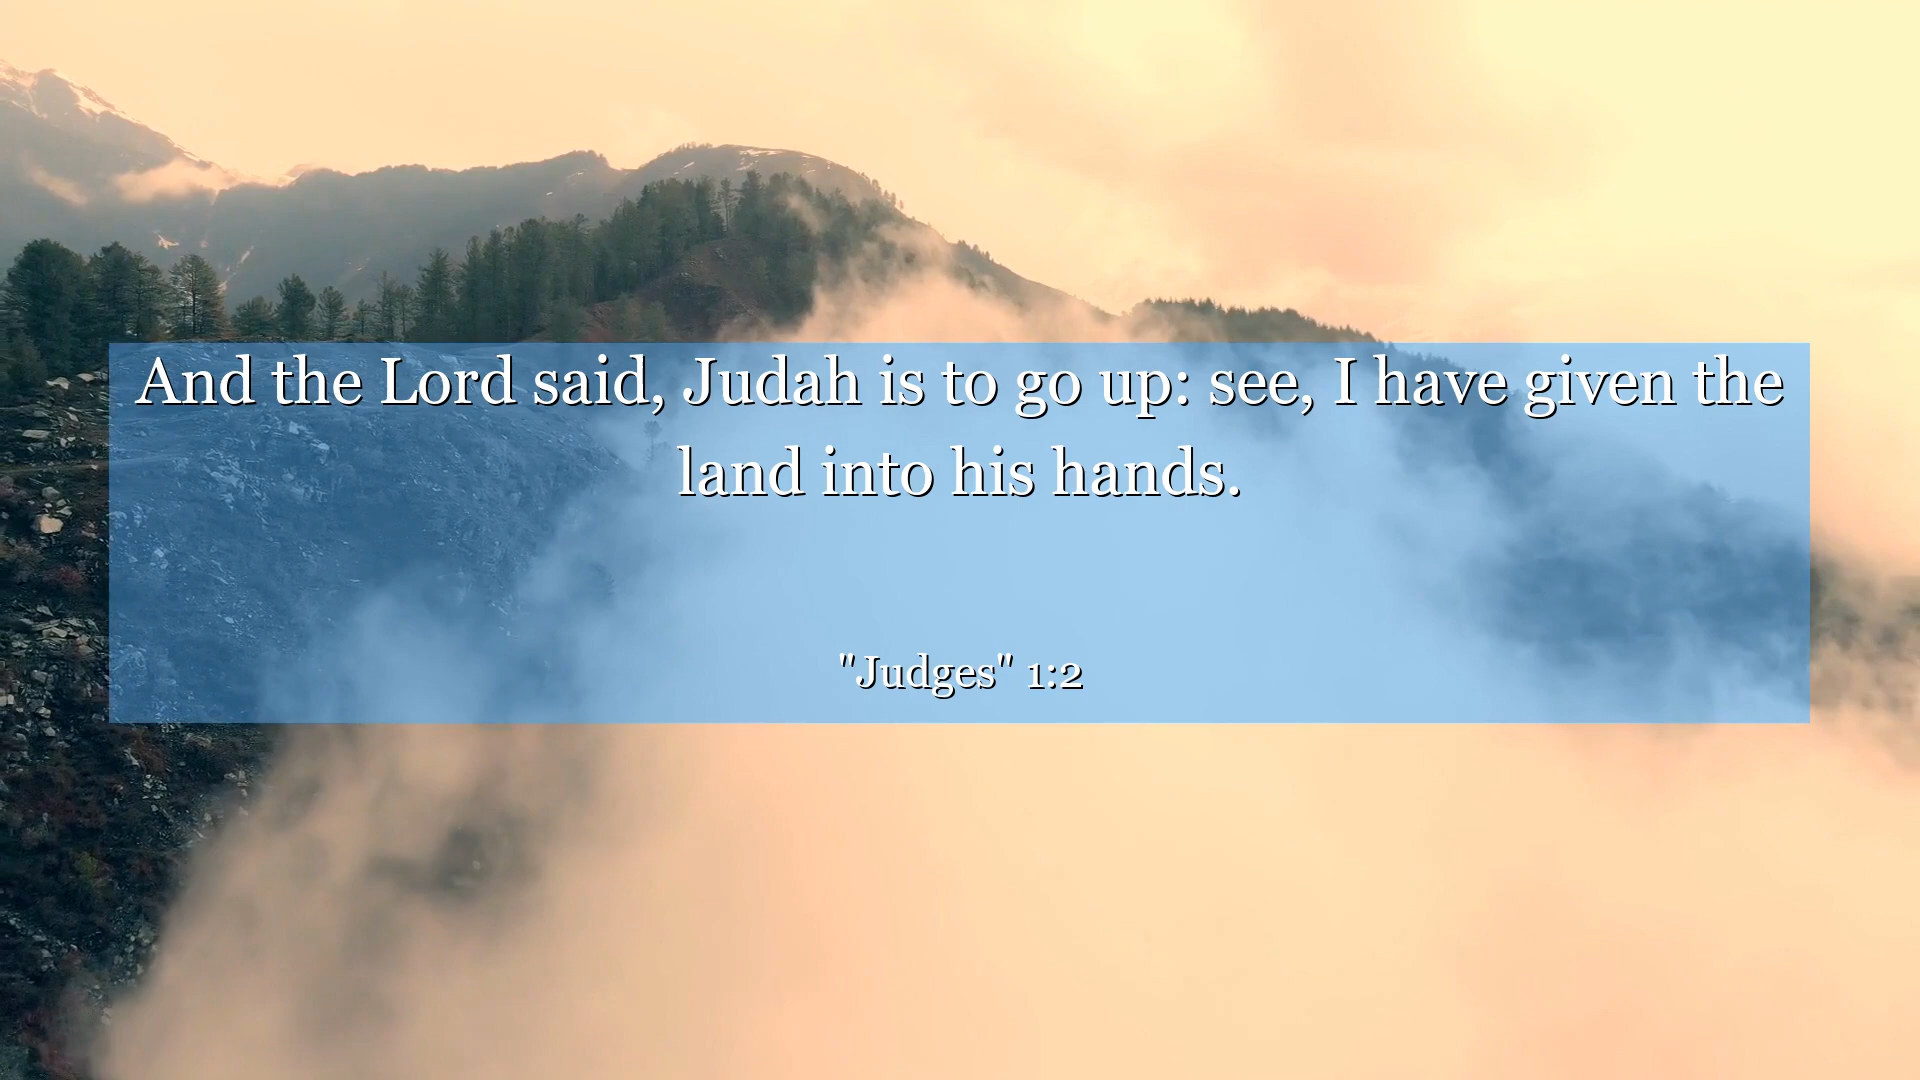 And the Lord said, Judah is to go up: see, I have given the
land into his hands.
"Judges" 1:2